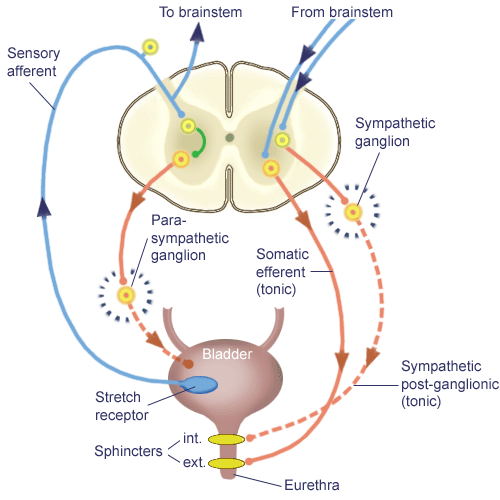 To brainstem
From brainstem
Sensory
afferent
Sympathetic
ganglion
Para-
sympathetic
ganglion
Somatic
efferent
(tonic)
Bladder
Sympathetic
post-ganglionic
(tonic)
Stretch
receptor
Sphincters
int.
ext.
Eurethra